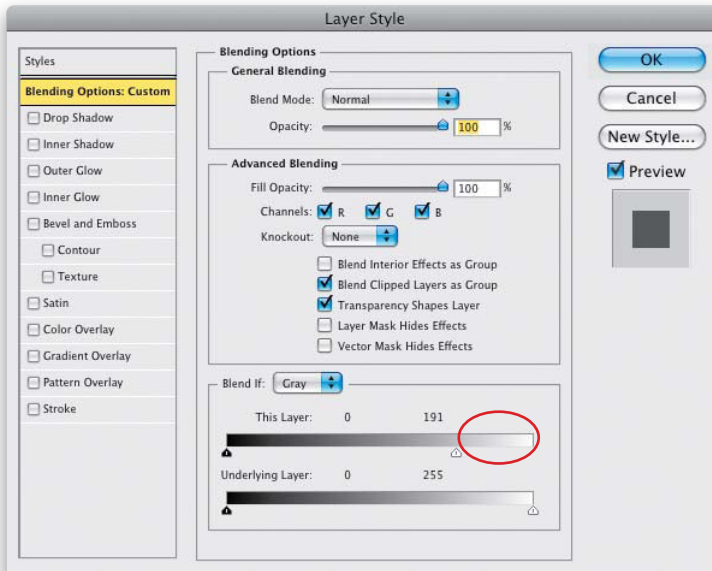 Layer Style
Styles
Blending Options: Custom
Drop Shadow
Inner Shadow
Outer Glow
Inner Glow
Bevel and Emboss
Contour
Texture
Satin
Color Overlay
Gradient Overlay
Pattern Overlay
Stroke
Blending Options
General Blending
Blend Mode: Normal
Opacity: 100 %
Advanced Blending
Fill Opacity: 100 %
Channels: R G B
Knockout: None
Blend Interior Effects as Group
Blend Clipped Layers as Group
Transparency Shapes Layer
Layer Mask Hides Effects
Vector Mask Hides Effects
Blend If: Gray
This Layer: 0 191
Underlying Layer: 0 255
OK
Cancel
New Style...
Preview